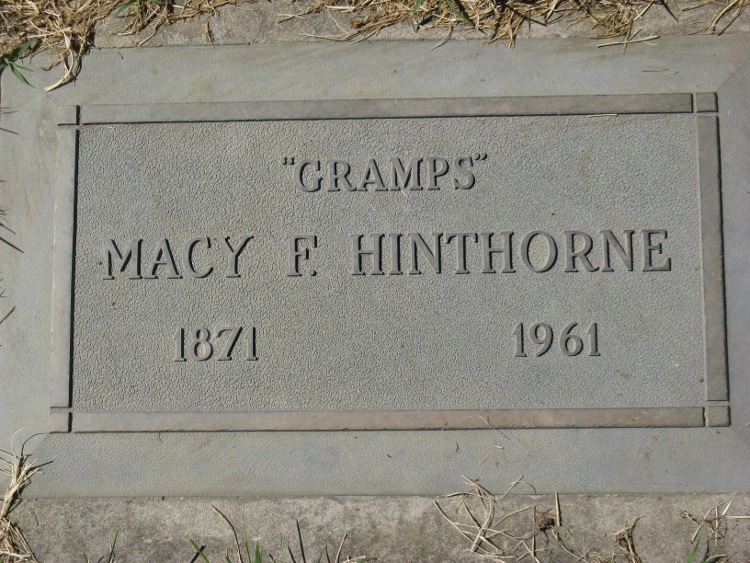 "GRAMPS"
MACY F. HINTHORNE
1871 1961